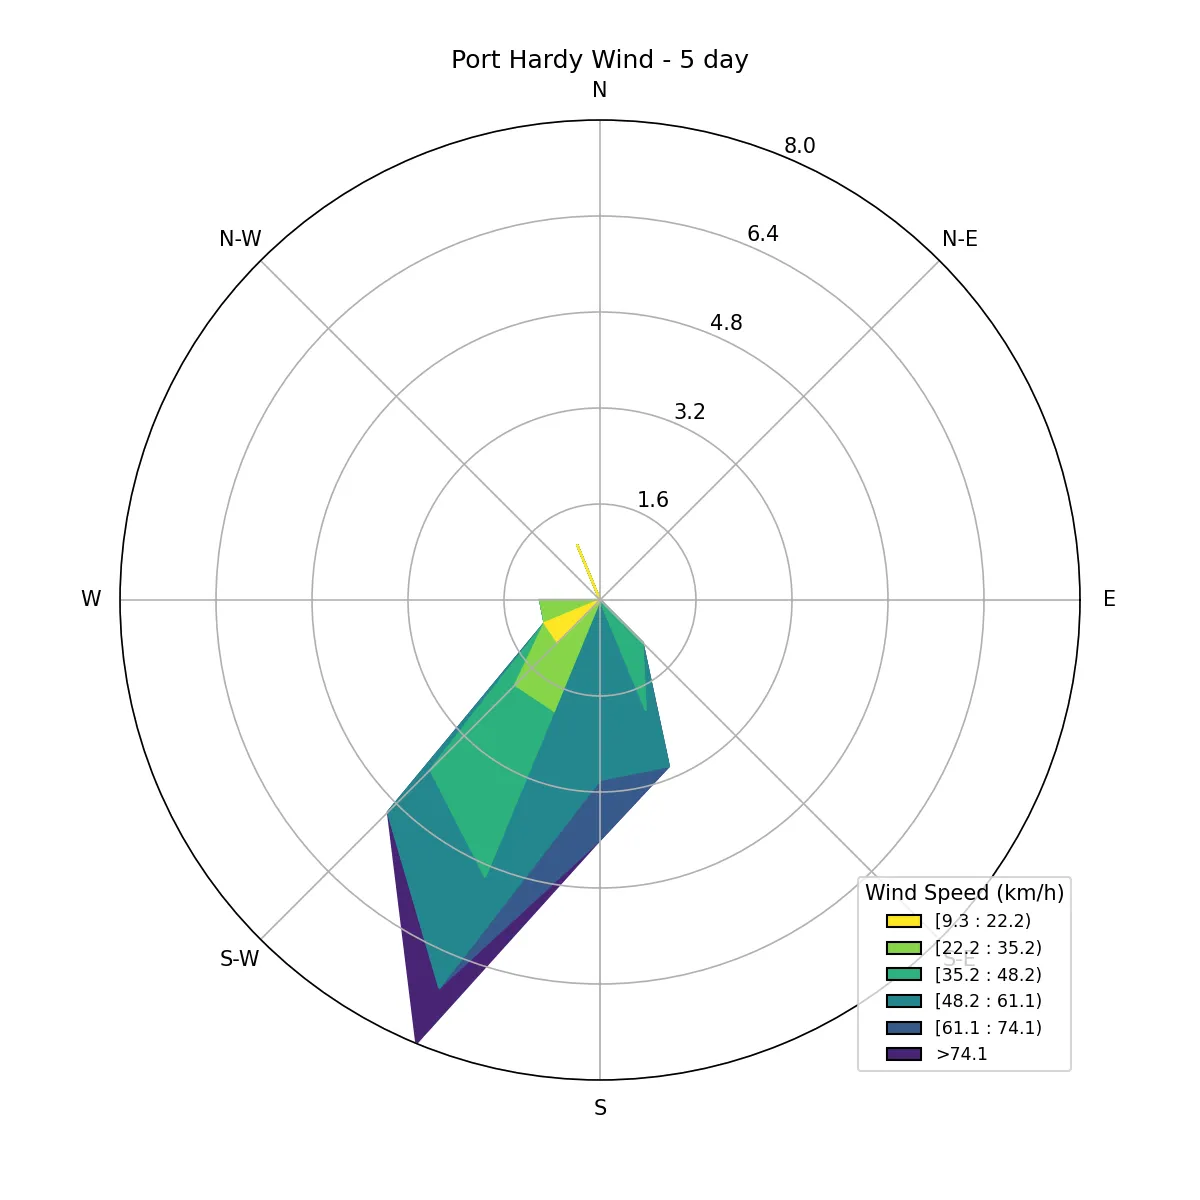 Port Hardy Wind - 5 day
N
8.0
N-W
N-E
6.4
4.8
3.2
1.6
W
E
S-W
S-E
S
Wind Speed (km/h)
[9.3 : 22.2)
[22.2 : 35.2)
[35.2 : 48.2)
[48.2 : 61.1)
[61.1 : 74.1)
>74.1